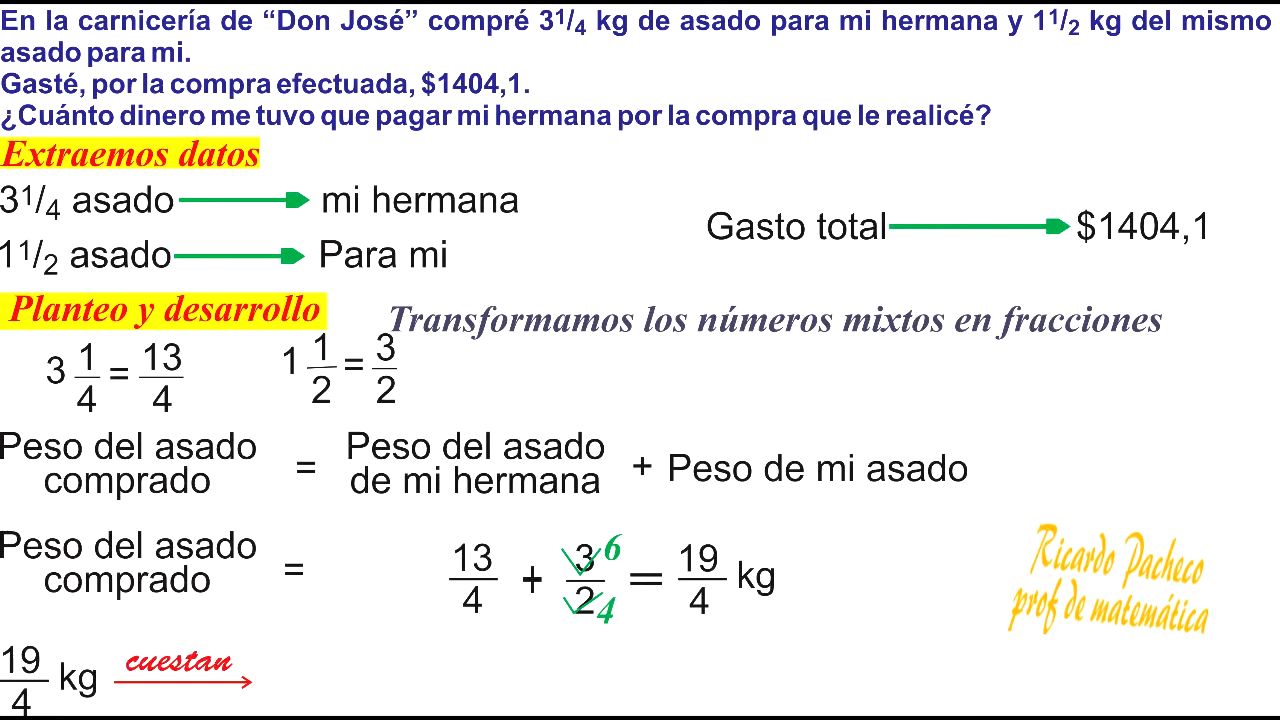 En la carnicería de “Don José” compré 3¹/₄ kg de asado para mi hermana y 1¹/₂ kg del mismo
asado para mi.
Gasté, por la compra efectuada, $1404,1.
¿Cuánto dinero me tuvo que pagar mi hermana por la compra que le realicé?
Extraemos datos
3¹/₄ asado mi hermana
1¹/₂ asado Para mi
Gasto total $1404,1
Planteo y desarrollo Transformamos los números mixtos en fracciones
3 1/4 = 13/4 1 1/2 = 3/2
Peso del asado comprado = Peso del asado de mi hermana + Peso de mi asado
Peso del asado comprado = 13/4 + 3/2 6 4 = 19/4 kg
Ricardo Pacheco
prof de matemática
19/4 kg cuestan